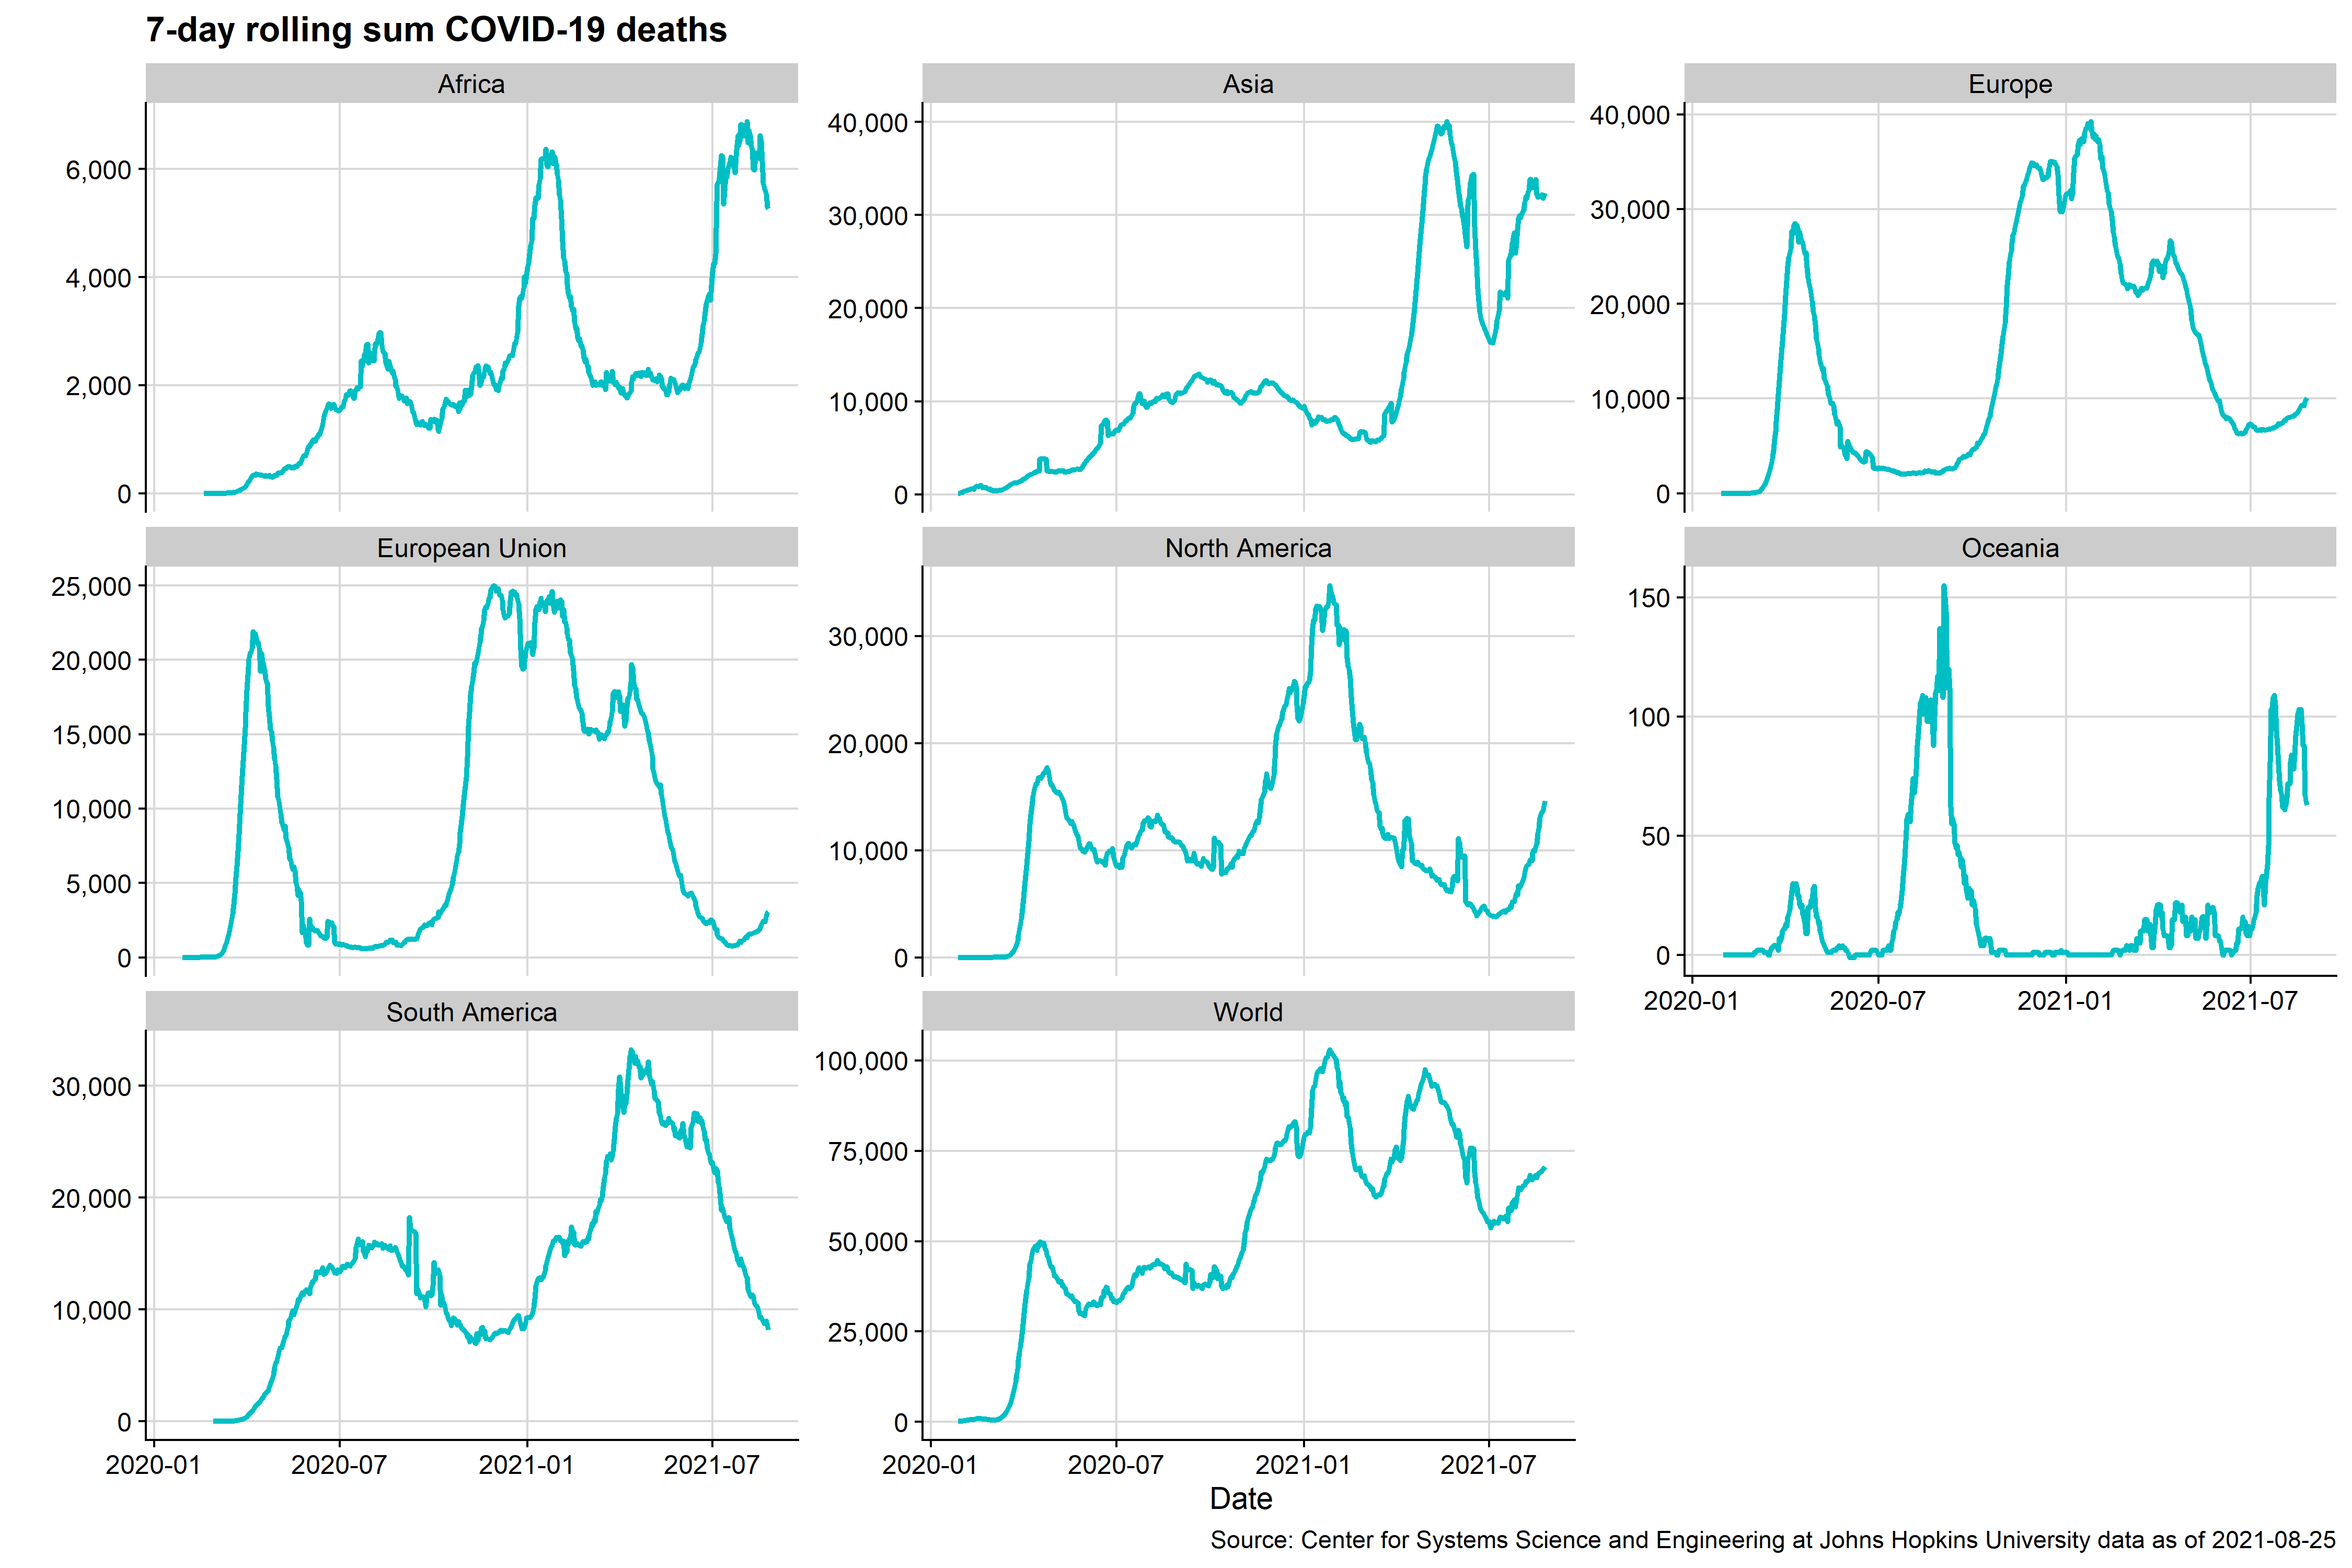 7-day rolling sum COVID-19 deaths
Africa
Asia
Europe
6,000
4,000
2,000
0
40,000
30,000
20,000
10,000
0
40,000
30,000
20,000
10,000
0
European Union
North America
Oceania
25,000
20,000
15,000
10,000
5,000
0
30,000
20,000
10,000
0
150
100
50
0
2020-01 2020-07 2021-01 2021-07
South America
World
30,000
20,000
10,000
0
100,000
75,000
50,000
25,000
0
2020-01 2020-07 2021-01 2021-07
2020-01 2020-07 2021-01 2021-07
Date
Source: Center for Systems Science and Engineering at Johns Hopkins University data as of 2021-08-25